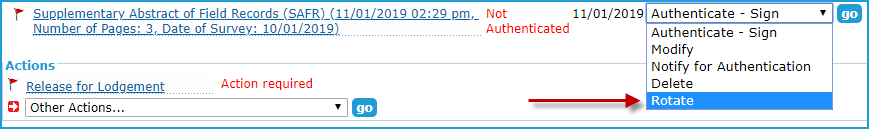 Supplementary Abstract of Field Records (SAFR) (11/01/2019 02:29 pm, Not 11/01/2019 Authenticate - Sign go
Number of Pages: 3, Date of Survey: 10/01/2019) Authenticated
Authenticate - Sign
Modify
Notify for Authentication
Delete
Rotate
Actions
Release for Lodgement Action required
Other Actions... go